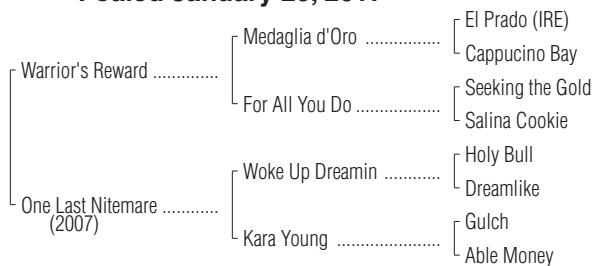 January
El Prado (IRE)
Medaglia d'Oro ................
Cappucino Bay
Warrior's Reward .............
Seeking the Gold
For All You Do ..................
Salina Cookie
Holy Bull
Woke Up Dreamin ............
Dreamlike
One Last Nitemare ...........
(2007)
Gulch
Kara Young ......................
Able Money